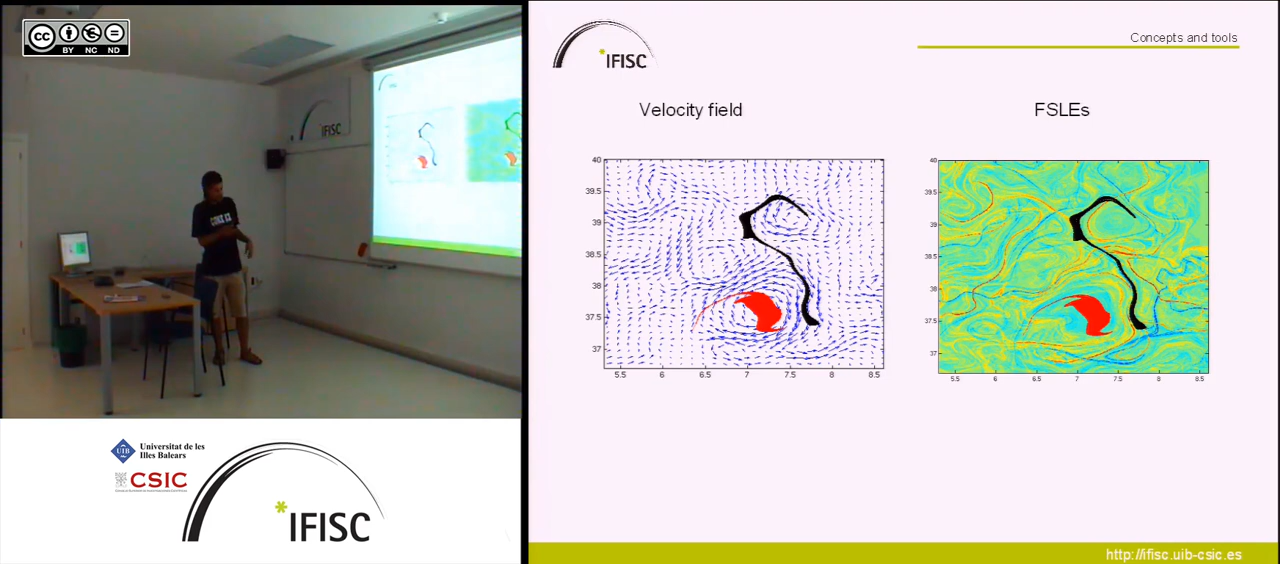 cc
BY NC ND
IFISC
Universitat de les
Illes Balears
UIB
CSIC
IFISC
IFISC
Concepts and tools
Velocity field
FSLEs
40
39.5
39
38.5
38
37.5
37
5.5 6 6.5 7 7.5 8 8.5
40
39.5
39
38.5
38
37.5
37
5.5 6 6.5 7 7.5 8 8.5
http://ifisc.uib-csic.es